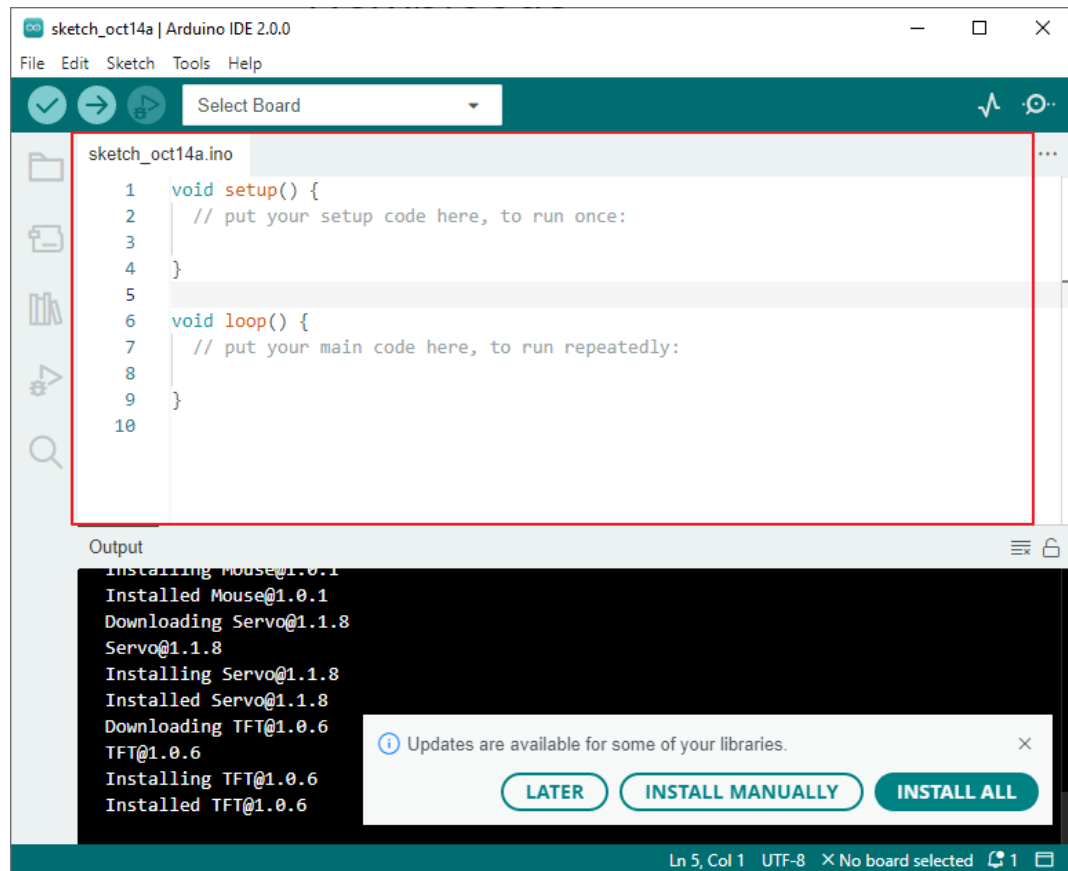 sketch_oct14a | Arduino IDE 2.0.0
File Edit Sketch Tools Help
Select Board
sketch_oct14a.ino
1 void setup() {
2 // put your setup code here, to run once:
3
4 }
5
6 void loop() {
7 // put your main code here, to run repeatedly:
8
9 }
10
Output
Installing Mouse@1.0.1
Installed Mouse@1.0.1
Downloading Servo@1.1.8
Servo@1.1.8
Installing Servo@1.1.8
Installed Servo@1.1.8
Downloading TFT@1.0.6
TFT@1.0.6
Installing TFT@1.0.6
Installed TFT@1.0.6
Updates are available for some of your libraries.
LATER INSTALL MANUALLY INSTALL ALL
Ln 5, Col 1 UTF-8 No board selected 1